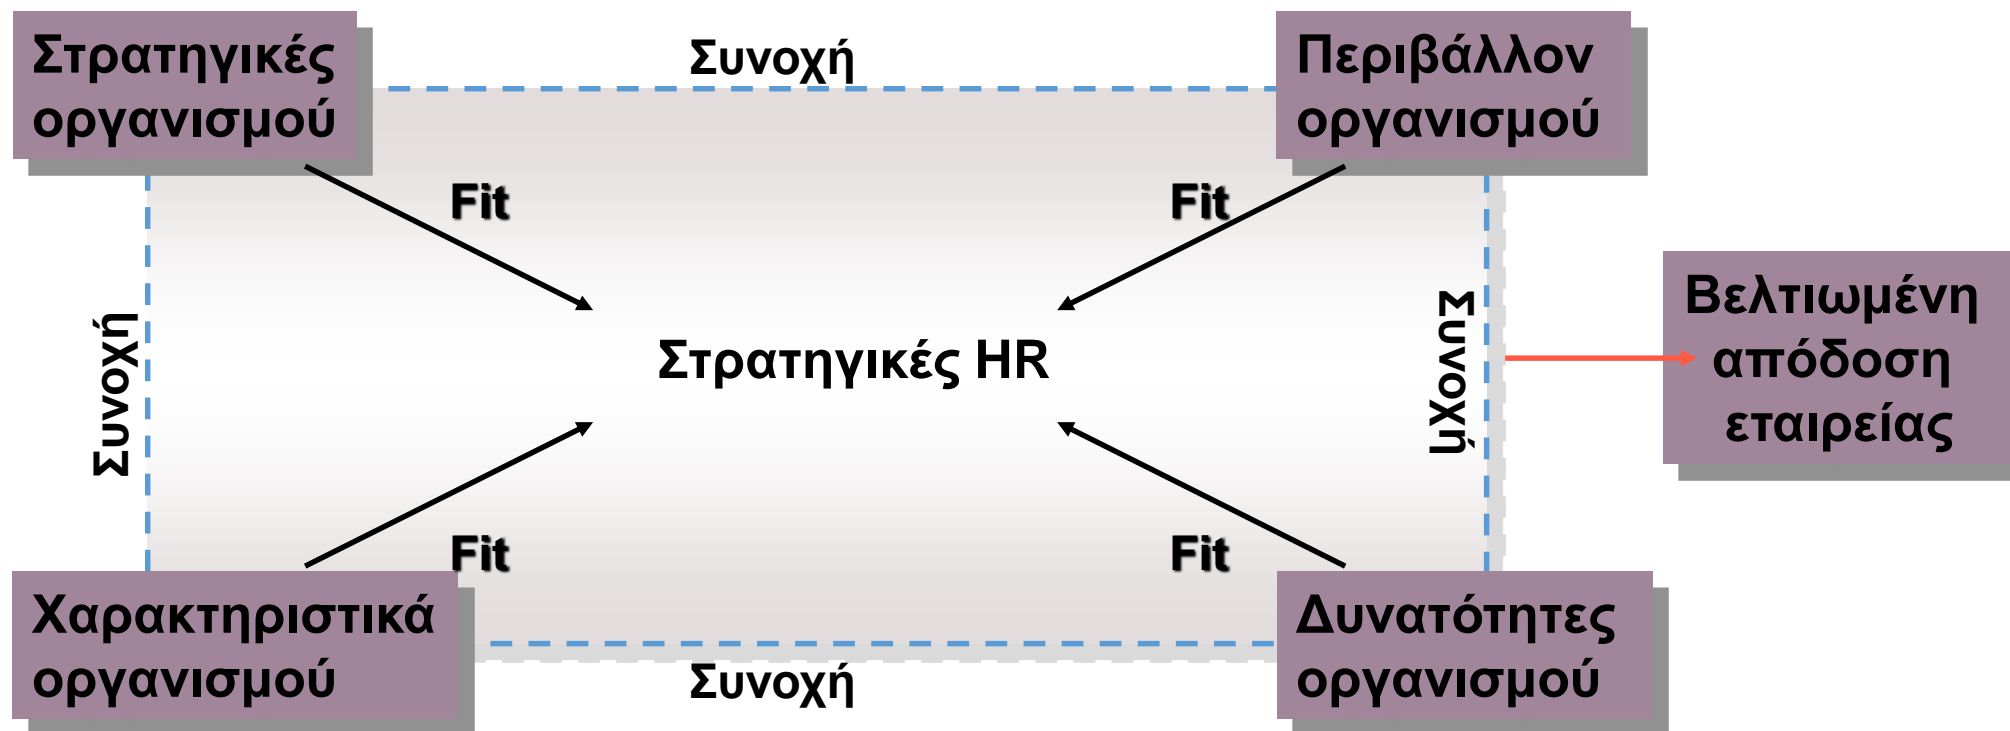 Στρατηγικές
οργανισμού
Συνοχή
Περιβάλλον
οργανισμού
Fit
Fit
Συνοχή
Στρατηγικές HR
Συνοχή
Βελτιωμένη
απόδοση
εταιρείας
Fit
Fit
Χαρακτηριστικά
οργανισμού
Συνοχή
Δυνατότητες
οργανισμού